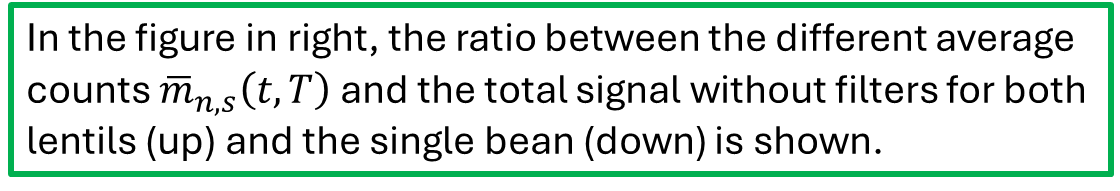 In the figure in right, the ratio between the different average
counts m̅ₙ,ₛ(t, T) and the total signal without filters for both
lentils (up) and the single bean (down) is shown.